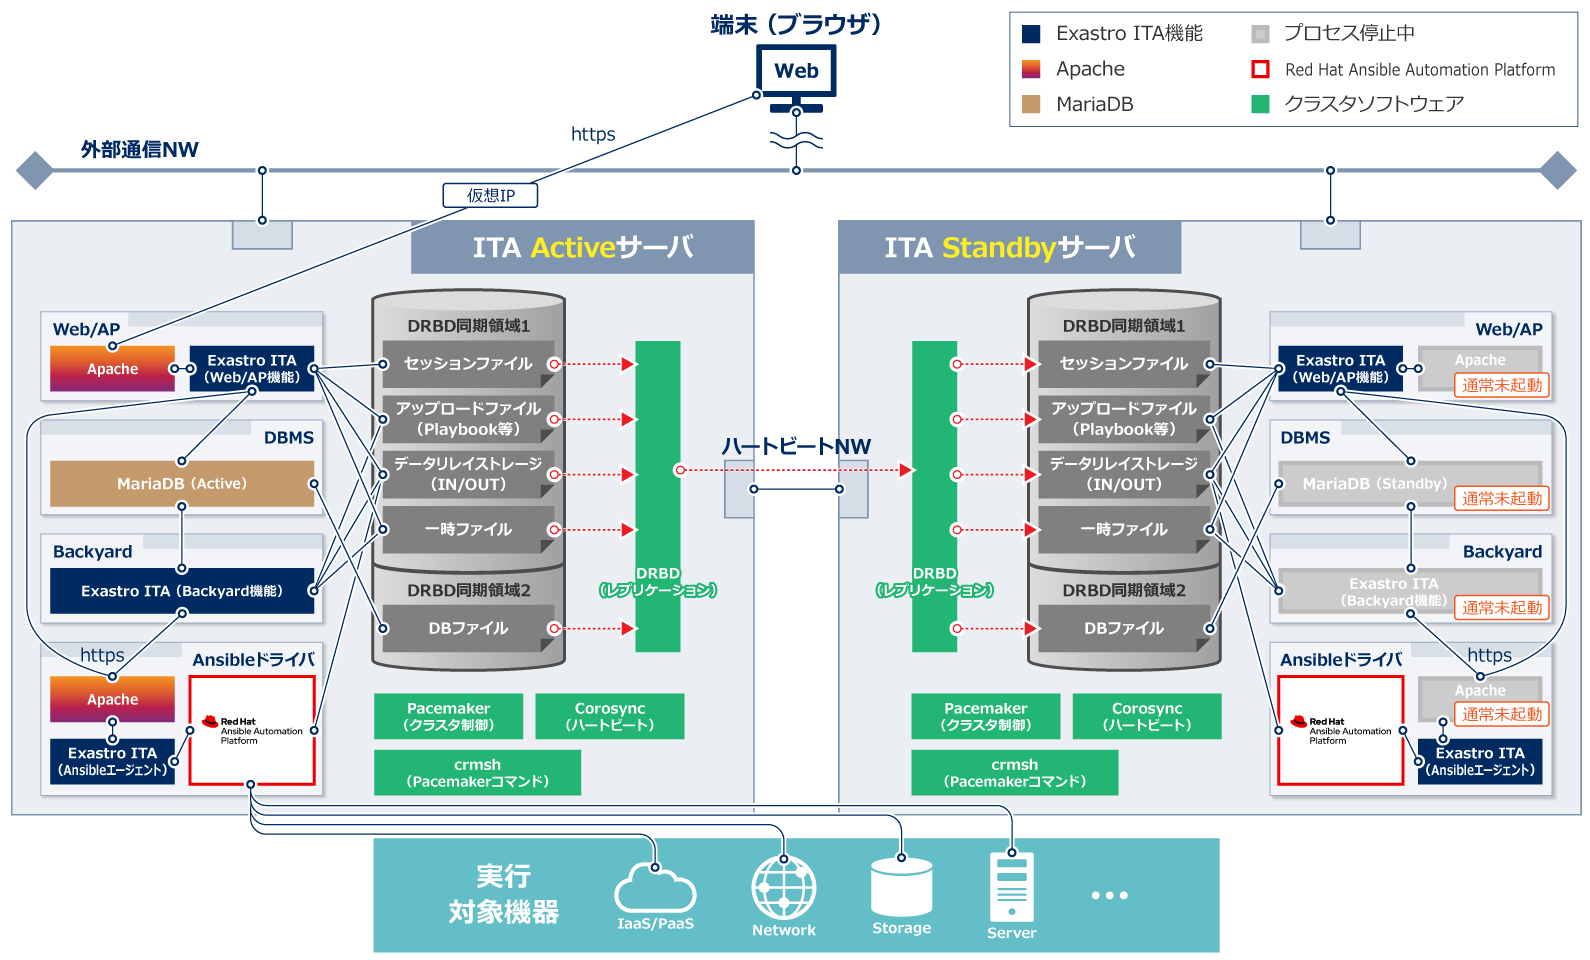 端末（ブラウザ）
Web
Exastro ITA機能
プロセス停止中
Apache
Red Hat Ansible Automation Platform
MariaDB
クラスタソフトウェア
https
外部通信NW
仮想IP
ITA Activeサーバ
Web/AP
Apache
Exastro ITA
（Web/AP機能）
DBMS
MariaDB（Active）
Backyard
Exastro ITA（Backyard機能）
https
Ansibleドライバ
Apache
Red Hat
Ansible Automation
Platform
Exastro ITA
（Ansibleエージェント）
DRBD同期領域1
セッションファイル
アップロードファイル
（Playbook等）
データリレイストレージ
（IN/OUT）
一時ファイル
DRBD同期領域2
DBファイル
DRBD
（レプリケーション）
Pacemaker
（クラスタ制御）
Corosync
（ハートビート）
crmsh
（Pacemakerコマンド）
ハートビートNW
ITA Standbyサーバ
DRBD
（レプリケーション）
DRBD同期領域1
セッションファイル
アップロードファイル
（Playbook等）
データリレイストレージ
（IN/OUT）
一時ファイル
DRBD同期領域2
DBファイル
Pacemaker
（クラスタ制御）
Corosync
（ハートビート）
crmsh
（Pacemakerコマンド）
Web/AP
Exastro ITA
（Web/AP機能）
Apache
通常未起動
DBMS
MariaDB（Standby）
通常未起動
Backyard
Exastro ITA
（Backyard機能）
通常未起動
Ansibleドライバ
https
Red Hat
Ansible Automation
Platform
Apache
通常未起動
Exastro ITA
（Ansibleエージェント）
実行
対象機器
IaaS/PaaS
Network
Storage
Server
…